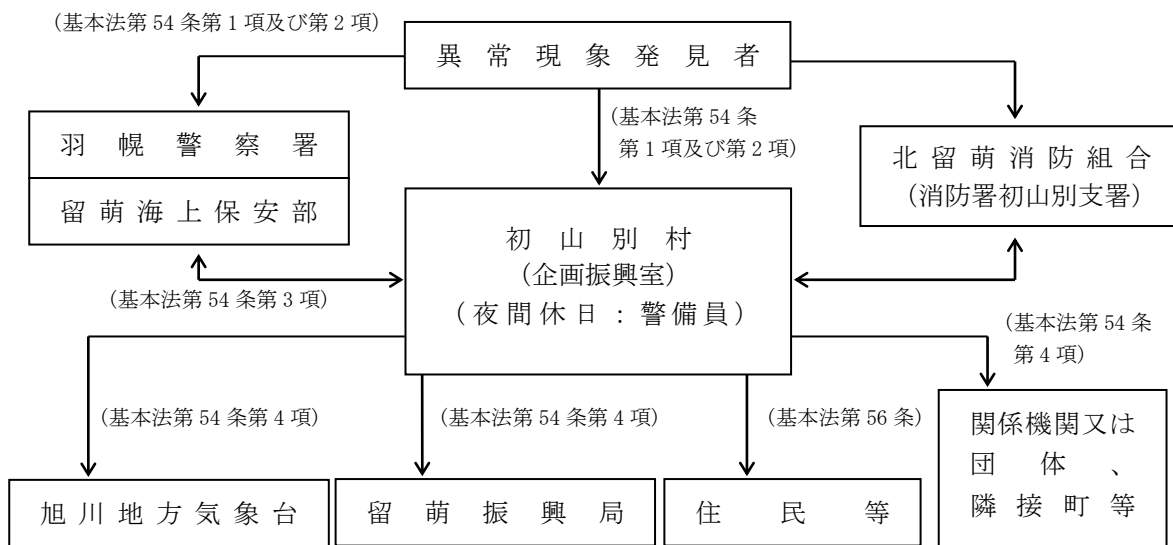 (基本法第54条第1項及び第2項)
異常現象発見者
(基本法第54条
第1項及び第2項)
羽幌警察署
留萌海上保安部
北留萌消防組合
(消防署初山別支署)
初山別村
(企画振興室)
(夜間休日：警備員)
(基本法第54条第3項)
(基本法第54条
第4項)
(基本法第54条第4項)
(基本法第54条第4項)
(基本法第56条)
関係機関又は
団体、
隣接町等
旭川地方気象台
留萌振興局
住民等